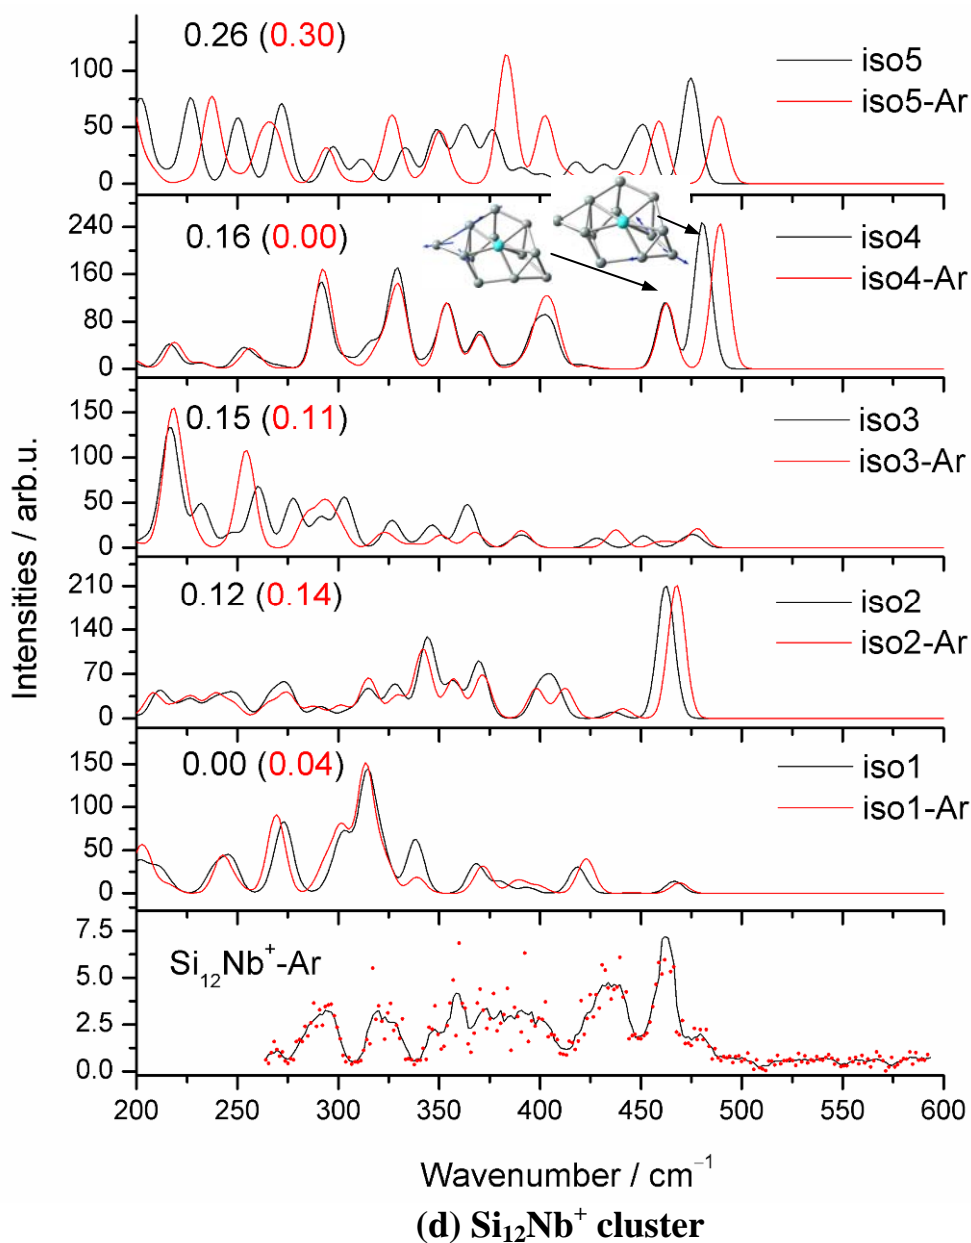 0.26 (0.30)
iso5
iso5-Ar
100
50
0
0.16 (0.00)
iso4
iso4-Ar
240
160
80
0
0.15 (0.11)
iso3
iso3-Ar
150
100
50
0
0.12 (0.14)
iso2
iso2-Ar
210
140
70
0
0.00 (0.04)
iso1
iso1-Ar
150
100
50
0
Si₁₂Nb⁺-Ar
7.5
5.0
2.5
0.0
Intensities / arb.u.
200 250 300 350 400 450 500 550 600
Wavenumber / cm⁻¹
(d) Si₁₂Nb⁺ cluster